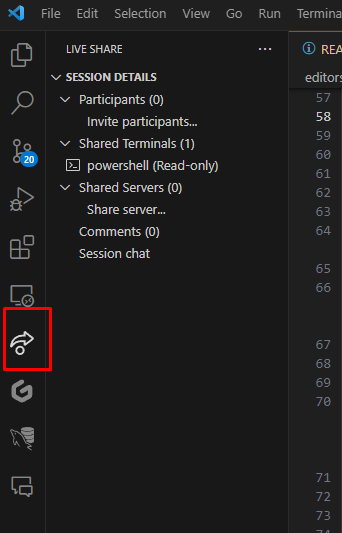 File Edit Selection View Go Run Termina
LIVE SHARE
SESSION DETAILS
Participants (0)
Invite participants...
Shared Terminals (1)
powershell (Read-only)
Shared Servers (0)
Share server...
Comments (0)
Session chat
20
REA
editors
57
58
59
60
61
62
63
64
65
66
67
68
69
70
71
72
73
74